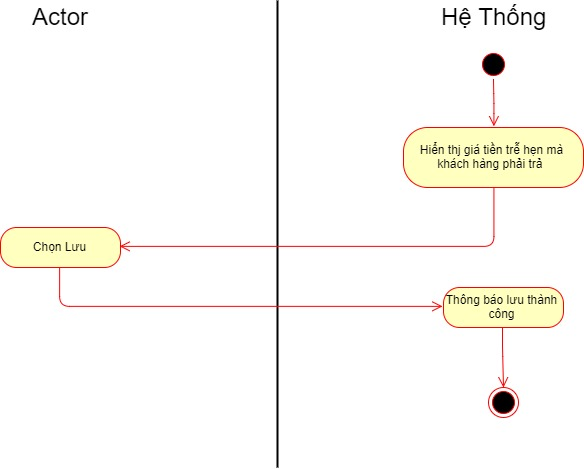 Actor
Hệ Thống
Hiển thị giá tiền trễ hẹn mà
khách hàng phải trả
Chọn Lưu
Thông báo lưu thành
công